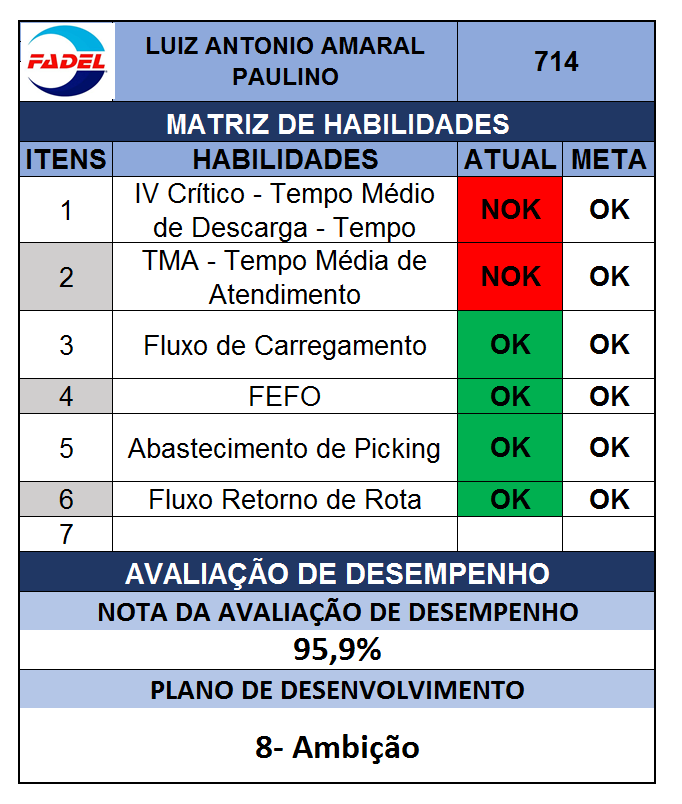 FADEL
LUIZ ANTONIO AMARAL
PAULINO
714
MATRIZ DE HABILIDADES
ITENS HABILIDADES ATUAL META
1 IV Crítico - Tempo Médio
de Descarga - Tempo NOK OK
2 TMA - Tempo Média de
Atendimento NOK OK
3 Fluxo de Carregamento OK OK
4 FEFO OK OK
5 Abastecimento de Picking OK OK
6 Fluxo Retorno de Rota OK OK
7
AVALIAÇÃO DE DESEMPENHO
NOTA DA AVALIAÇÃO DE DESEMPENHO
95,9%
PLANO DE DESENVOLVIMENTO
8- Ambição